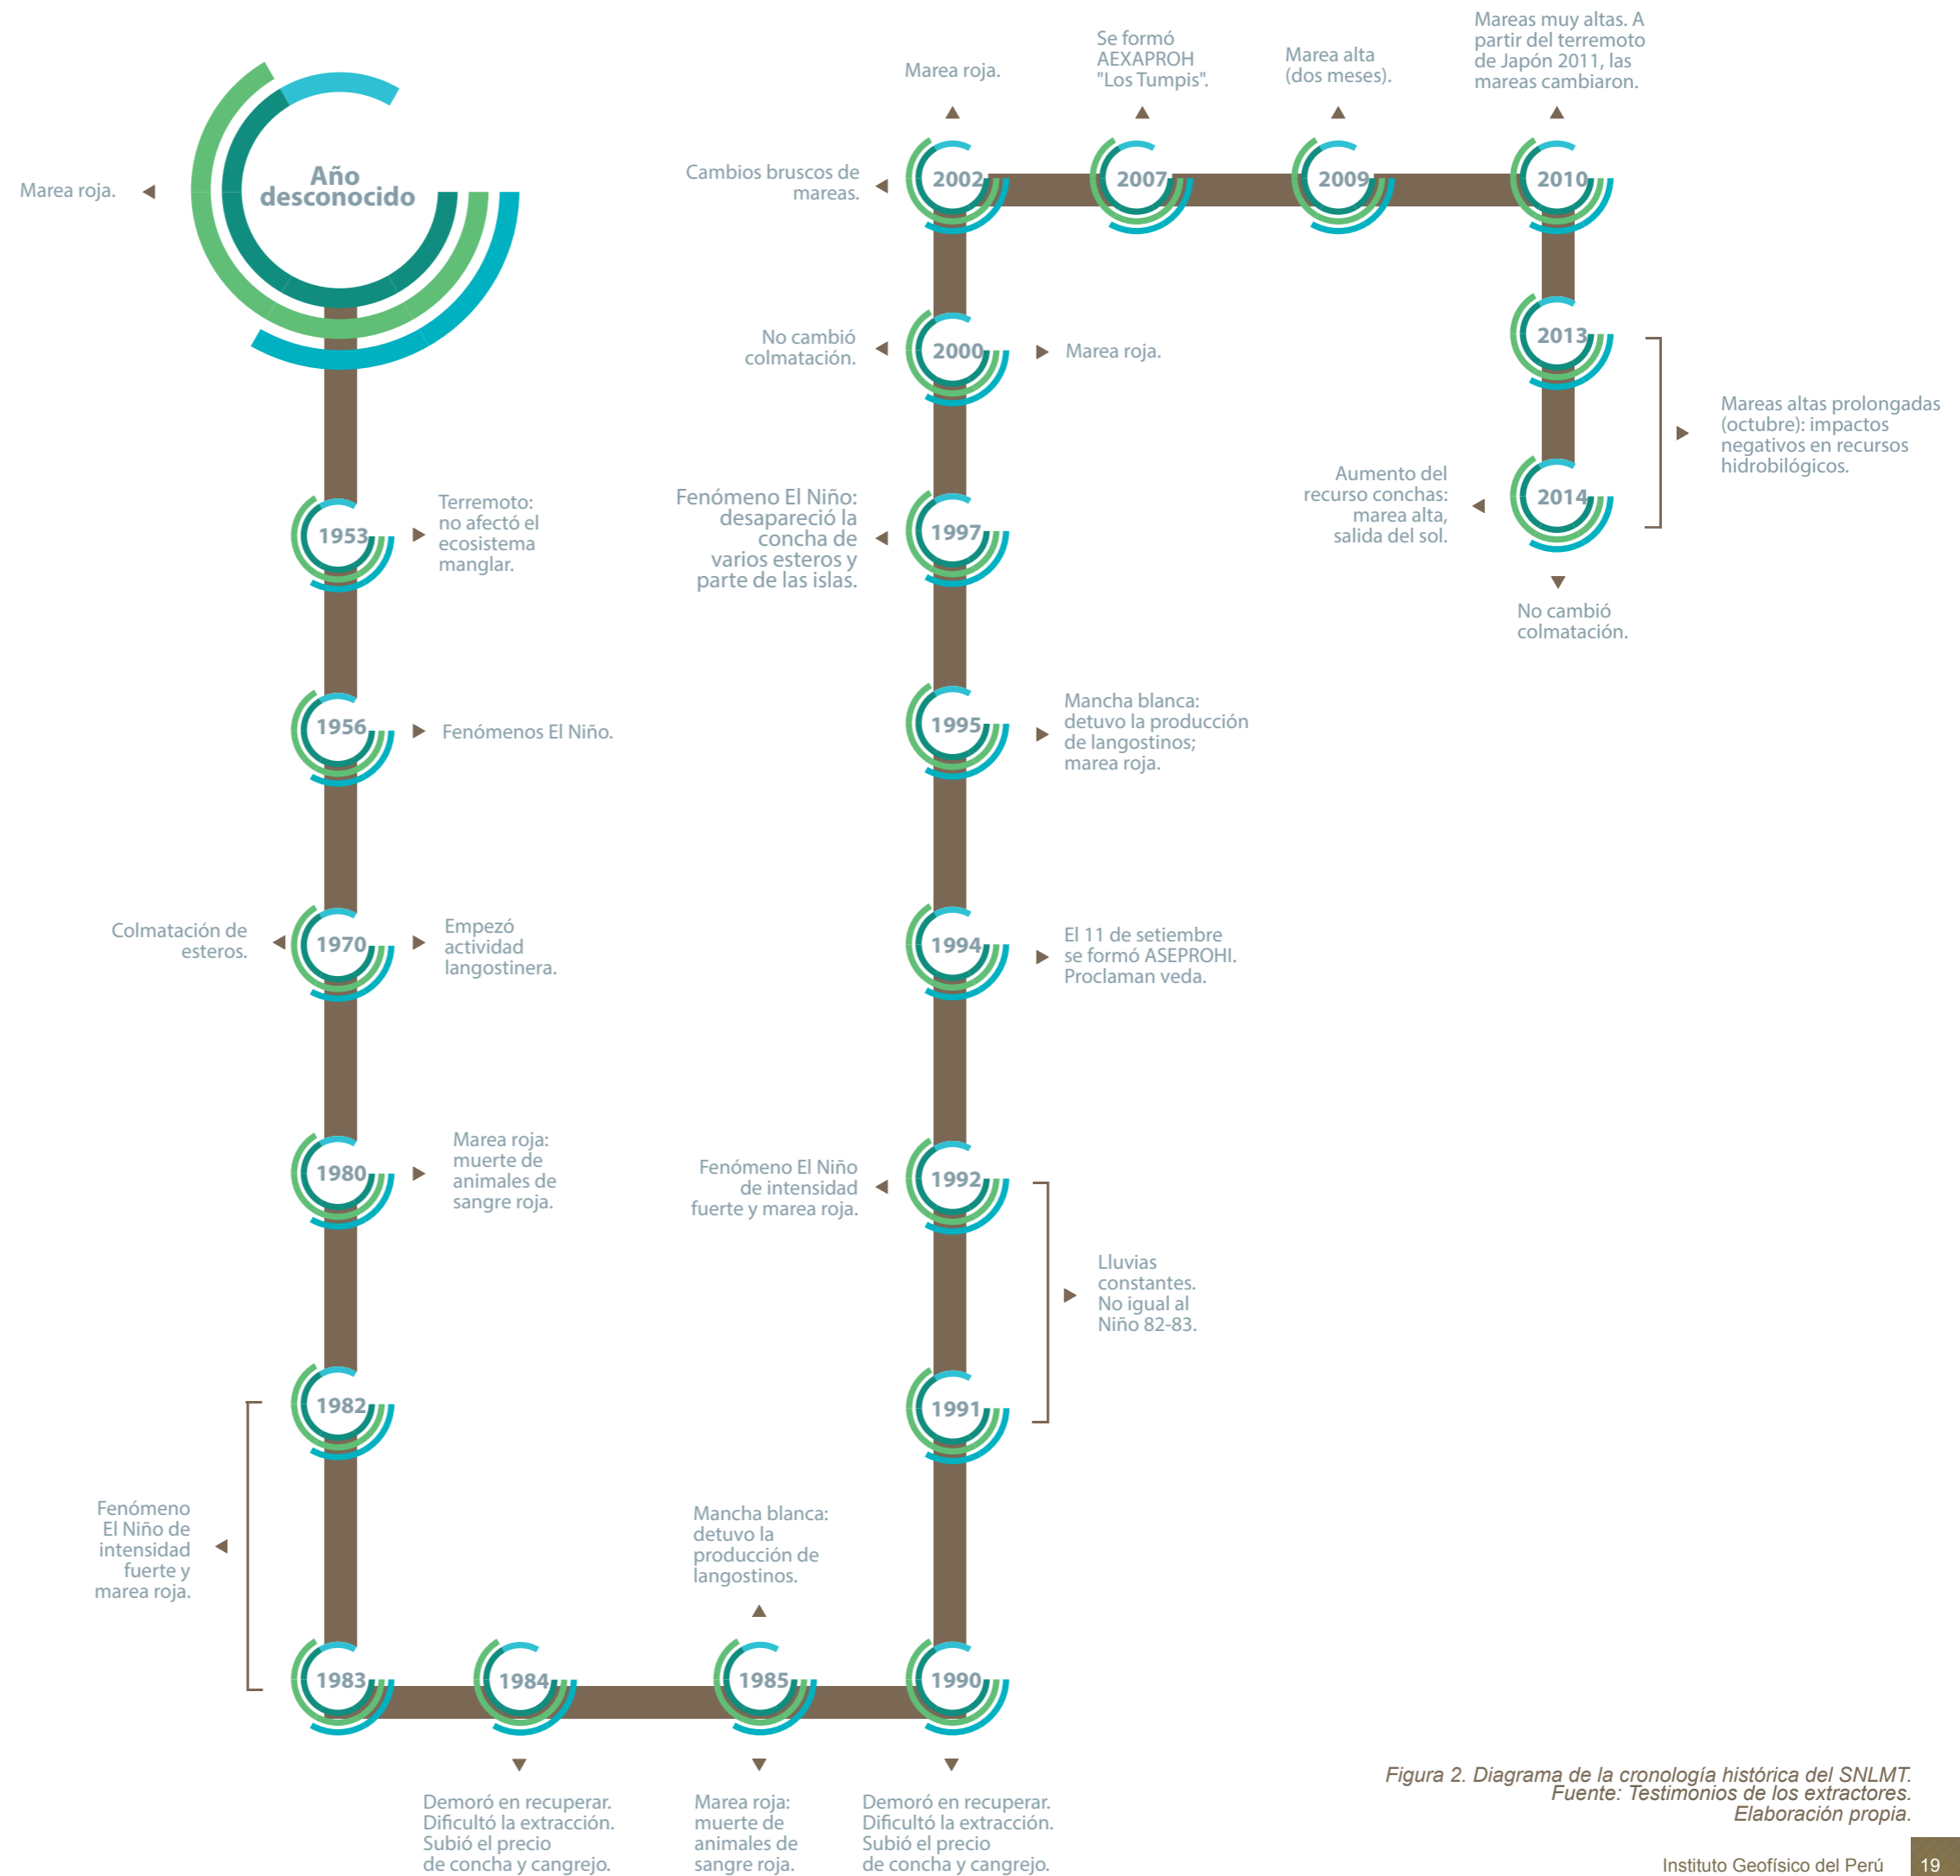 Año
desconocido
Marea roja.
1953
Terremoto:
no afectó el
ecosistema
manglar.
1956
Fenómenos El Niño.
Colmatación de
esteros.
1970
Empezó
actividad
langostinera.
1980
Marea roja:
muerte de
animales de
sangre roja.
1982
Fenómeno
El Niño de
intensidad
fuerte y
marea roja.
1983
1984
Demoró en recuperar.
Dificultó la extracción.
Subió el precio
de concha y cangrejo.
Mancha blanca:
detuvo la
producción de
langostinos.
1985
Marea roja:
muerte de
animales de
sangre roja.
1990
Demoró en recuperar.
Dificultó la extracción.
Subió el precio
de concha y cangrejo.
1991
Lluvias
constantes.
No igual al
Niño 82-83.
1992
Fenómeno El Niño
de intensidad
fuerte y marea roja.
1994
El 11 de setiembre
se formó ASEPROHI.
Proclaman veda.
1995
Mancha blanca:
detuvo la producción
de langostinos;
marea roja.
1997
Fenómeno El Niño:
desapareció la
concha de
varios esteros y
parte de las islas.
No cambió
colmatación.
2000
Marea roja.
Cambios bruscos de
mareas.
2002
Marea roja.
Se formó
AEXAPROH
"Los Tumpis".
2007
Marea alta
(dos meses).
2009
Mareas muy altas. A
partir del terremoto
de Japón 2011, las
mareas cambiaron.
2010
2013
Mareas altas prolongadas
(octubre): impactos
negativos en recursos
hidrobilógicos.
Aumento del
recurso conchas:
marea alta,
salida del sol.
2014
No cambió
colmatación.
Figura 2. Diagrama de la cronología histórica del SNLMT.
Fuente: Testimonios de los extractores.
Elaboración propia.
Instituto Geofísico del Perú 19